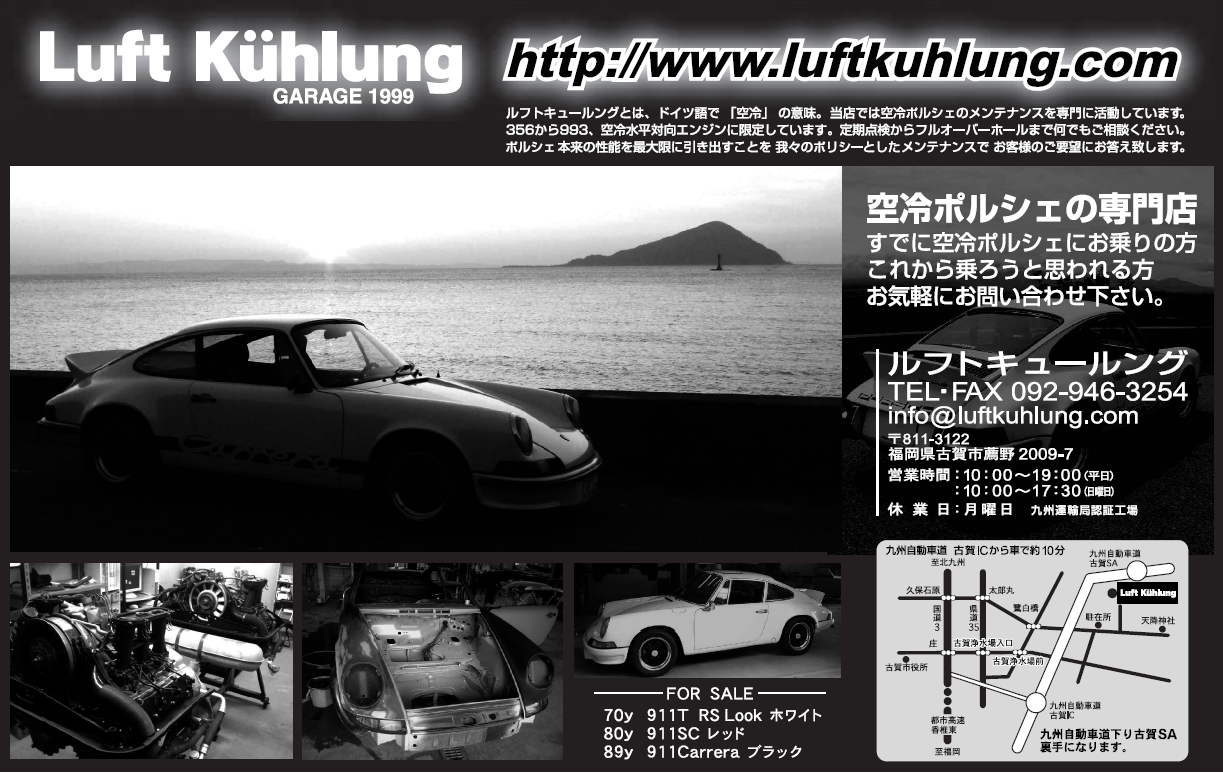 Luft Kühlung
GARAGE 1999
http://www.luftkuhlung.com
ルフトキュールングとは、ドイツ語で「空冷」の意味。当店では空冷ポルシェのメンテナンスを専門に活動しています。
356から993、空冷水平対向エンジンに限定しています。定期点検からフルオーバーホールまで何でもご相談ください。
ポルシェ本来の性能を最大限に引き出すことを 我々のポリシーとしたメンテナンスで お客様のご要望にお答え致します。
空冷ポルシェの専門店
すでに空冷ポルシェにお乗りの方
これから乗ろうと思われる方
お気軽にお問い合わせ下さい。
Carrera
ルフトキュールング
TEL・FAX 092-946-3254
info@luftkuhlung.com
〒811-3122
福岡県古賀市薦野 2009-7
営業時間：10：00〜19：00（平日）
：10：00〜17：30（日曜日）
休業日：月曜日 九州運輸局認証工場
FOR SALE
70y 911T RS Look ホワイト
80y 911SC レッド
89y 911Carrera ブラック
九州自動車道 古賀ICから車で約10分
至北九州
九州自動車道
古賀SA
Luft Kühlung
久保石原
太郎丸
鷺白橋
国道3
県道35
駐在所
天降神社
庄
古賀浄水場入口
古賀浄水場前
古賀市役所
九州自動車道
古賀IC
都市高速
香椎東
至福岡
九州自動車道下り古賀SA
裏手になります。